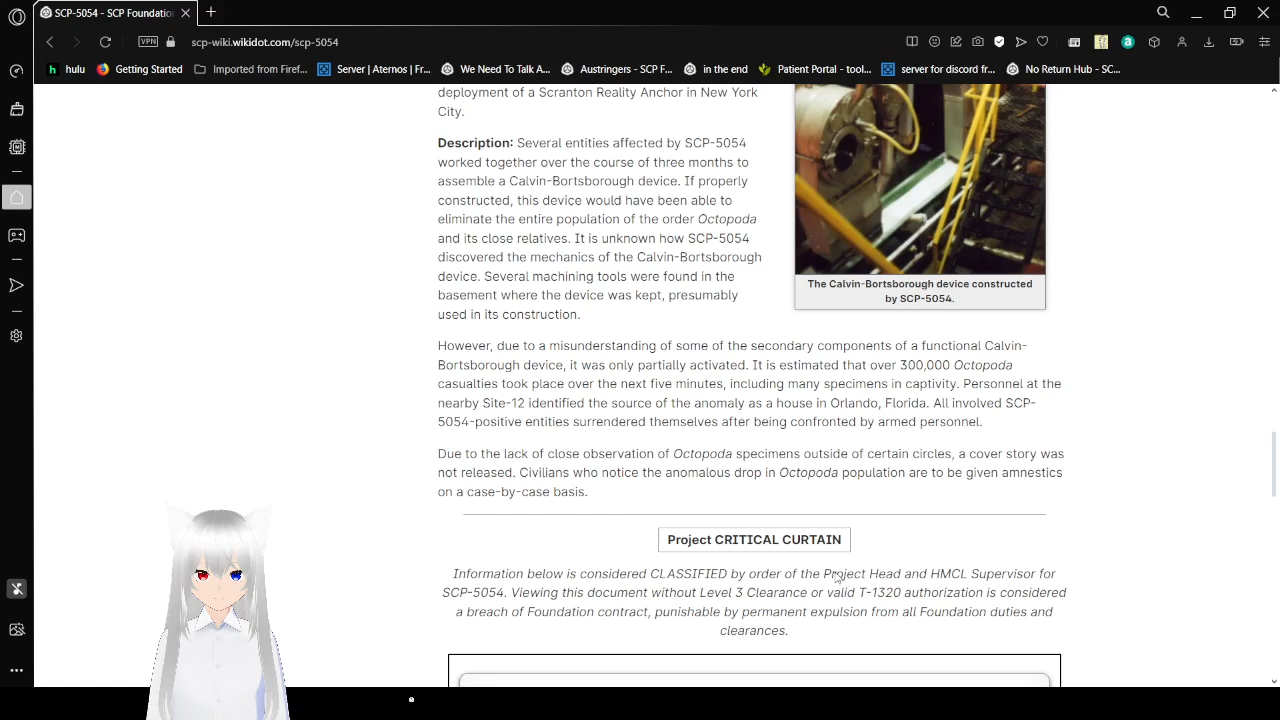 SCP-5054 - SCP Foundatio
scp-wiki.wikidot.com/scp-5054
VPN
hulu
Getting Started
Imported from Firef...
Server | Aternos | Fr...
We Need To Talk A...
Austringers - SCP F...
in the end
Patient Portal - tool...
server for discord fr...
No Return Hub - SC...
deployment of a Scranton Reality Anchor in New York
City.
Description: Several entities affected by SCP-5054
worked together over the course of three months to
assemble a Calvin-Bortsborough device. If properly
constructed, this device would have been able to
eliminate the entire population of the order Octopoda
and its close relatives. It is unknown how SCP-5054
discovered the mechanics of the Calvin-Bortsborough
device. Several machining tools were found in the
basement where the device was kept, presumably
used in its construction.
The Calvin-Bortsborough device constructed
by SCP-5054.
However, due to a misunderstanding of some of the secondary components of a functional Calvin-
Bortsborough device, it was only partially activated. It is estimated that over 300,000 Octopoda
casualties took place over the next five minutes, including many specimens in captivity. Personnel at the
nearby Site-12 identified the source of the anomaly as a house in Orlando, Florida. All involved SCP-
5054-positive entities surrendered themselves after being confronted by armed personnel.
Due to the lack of close observation of Octopoda specimens outside of certain circles, a cover story was
not released. Civilians who notice the anomalous drop in Octopoda population are to be given amnestics
on a case-by-case basis.
Project CRITICAL CURTAIN
Information below is considered CLASSIFIED by order of the Project Head and HMCL Supervisor for
SCP-5054. Viewing this document without Level 3 Clearance or valid T-1320 authorization is considered
a breach of Foundation contract, punishable by permanent expulsion from all Foundation duties and
clearances.